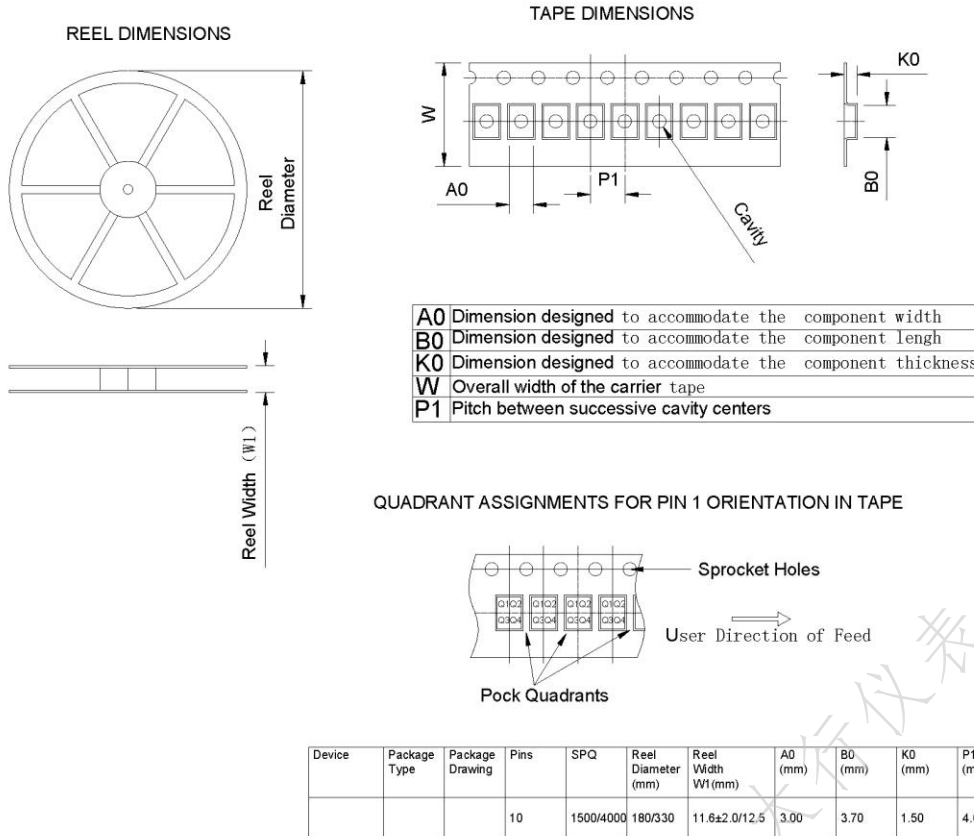 REEL DIMENSIONS
TAPE DIMENSIONS
Reel
Diameter
Reel Width (W1)
W
A0
P1
Cavity
K0
B0
A0 Dimension designed to accommodate the component width
B0 Dimension designed to accommodate the component lengh
K0 Dimension designed to accommodate the component thickness
W Overall width of the carrier tape
P1 Pitch between successive cavity centers
QUADRANT ASSIGNMENTS FOR PIN 1 ORIENTATION IN TAPE
Sprocket Holes
Q1 Q2 Q1 Q2 Q1 Q2 Q1 Q2
Q3 Q4 Q3 Q4 Q3 Q4 Q3 Q4
User Direction of Feed
Pock Quadrants
Device Package Type Package Drawing Pins SPQ Reel Diameter (mm) Reel Width W1(mm) A0 (mm) B0 (mm) K0 (mm) P1
10 1500/4000 180/330 11.6±2.0/12.5 3.00 3.70 1.50
大行仪表